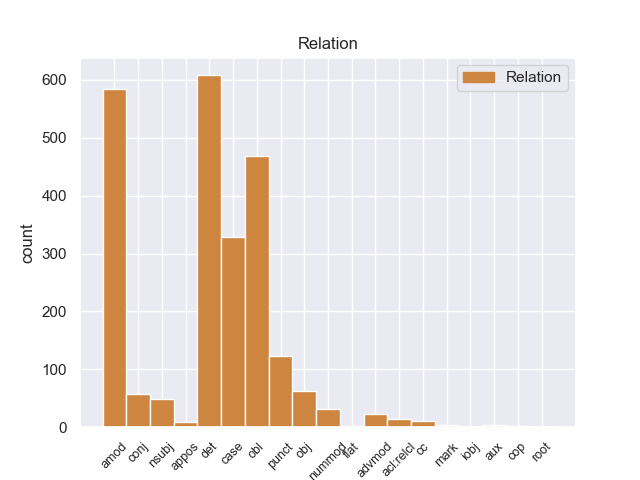 Relation
Relation
count
600
500
400
300
200
100
0
amod conj nsubj appos det case obl punct obj nummod flat advmod acl:relcl cc mark iobj aux cop root